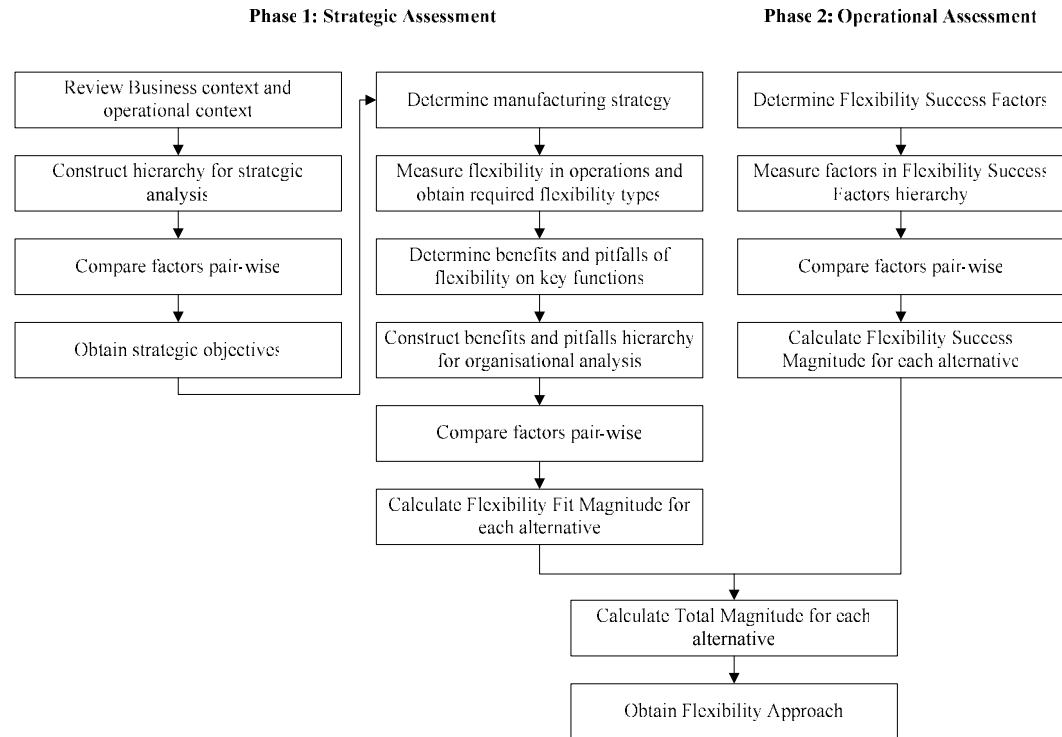 Phase 1: Strategic Assessment
Phase 2: Operational Assessment
Review Business context and
operational context
Construct hierarchy for strategic
analysis
Compare factors pair-wise
Obtain strategic objectives
Determine manufacturing strategy
Measure flexibility in operations and
obtain required flexibility types
Determine benefits and pitfalls of
flexibility on key functions
Construct benefits and pitfalls hierarchy
for organisational analysis
Compare factors pair-wise
Calculate Flexibility Fit Magnitude for
each alternative
Determine Flexibility Success Factors
Measure factors in Flexibility Success
Factors hierarchy
Compare factors pair-wise
Calculate Flexibility Success
Magnitude for each alternative
Calculate Total Magnitude for each
alternative
Obtain Flexibility Approach